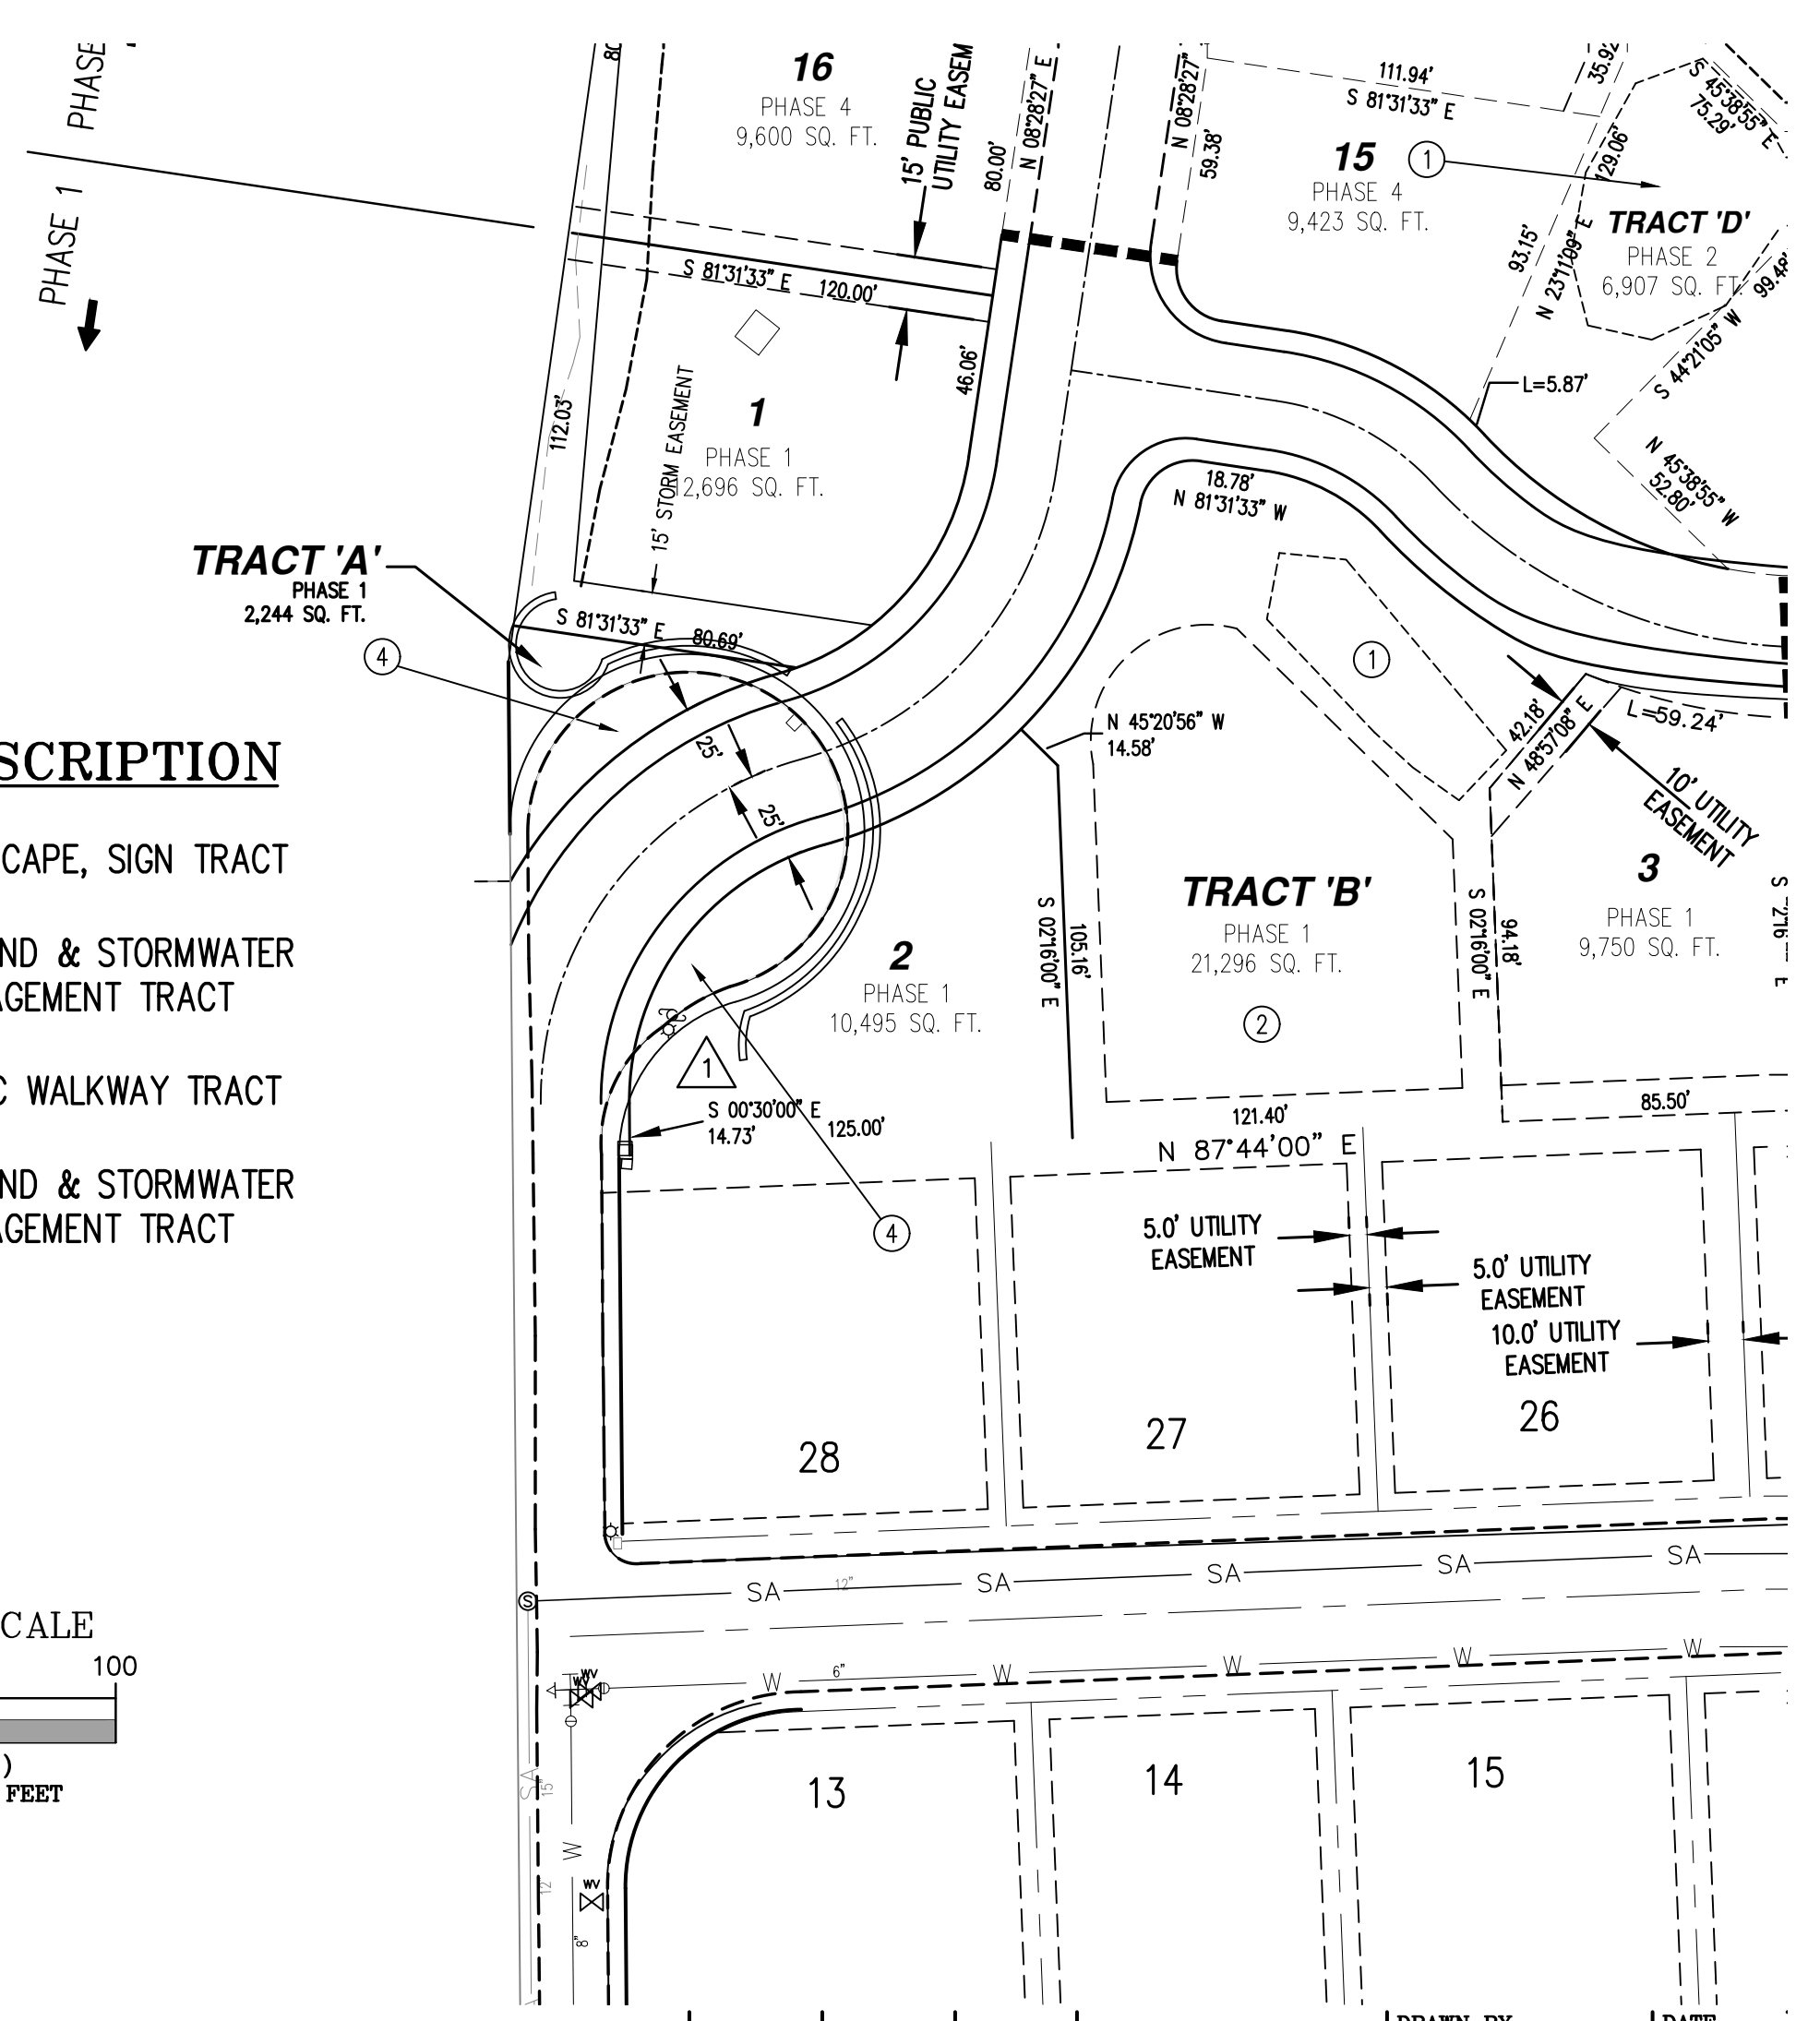 PHASE
PHASE 1
16
PHASE 4
9,600 SQ. FT.
15' PUBLIC
UTILITY EASEM
80.00'
N 08°28'27" E
N 08°28'27"
59.38'
111.94'
S 81°31'33" E
35.92
15
PHASE 4
9,423 SQ. FT.
1
129.06'
S 45°38'55" E
75.29'
TRACT 'D'
PHASE 2
6,907 SQ. FT.
93.15'
N 23°11'09" E
99.48'
S 44°21'05" W
N 45°38'55" W
52.80'
L=5.87'
S 81°31'33" E 120.00'
46.06'
112.03'
15' STORM EASEMENT
1
PHASE 1
12,696 SQ. FT.
18.78'
N 81°31'33" W
TRACT 'A'
PHASE 1
2,244 SQ. FT.
4
S 81°31'33" E 80.69'
25'
25'
N 45°20'56" W
14.58'
1
42.18'
N 48°57'08" E
L=59.24'
10' UTILITY
EASEMENT
SCRIPTION
CAPE, SIGN TRACT
ND & STORMWATER
AGEMENT TRACT
C WALKWAY TRACT
ND & STORMWATER
AGEMENT TRACT
2
PHASE 1
10,495 SQ. FT.
S 02°16'00" E
105.16'
TRACT 'B'
PHASE 1
21,296 SQ. FT.
2
S 02°16'00" E
94.18'
3
PHASE 1
9,750 SQ. FT.
1
S 00°30'00" E
14.73'
125.00'
121.40'
N 87°44'00" E
85.50'
4
5.0' UTILITY
EASEMENT
5.0' UTILITY
EASEMENT
10.0' UTILITY
EASEMENT
28
27
26
SA
12"
SA
SA
SA
SA
S
W
6"
W
W
W
W
WV
CALE
100
)
FEET
SA
15"
W
12"
WV
8"
13
14
15
DRAWN BY
DATE